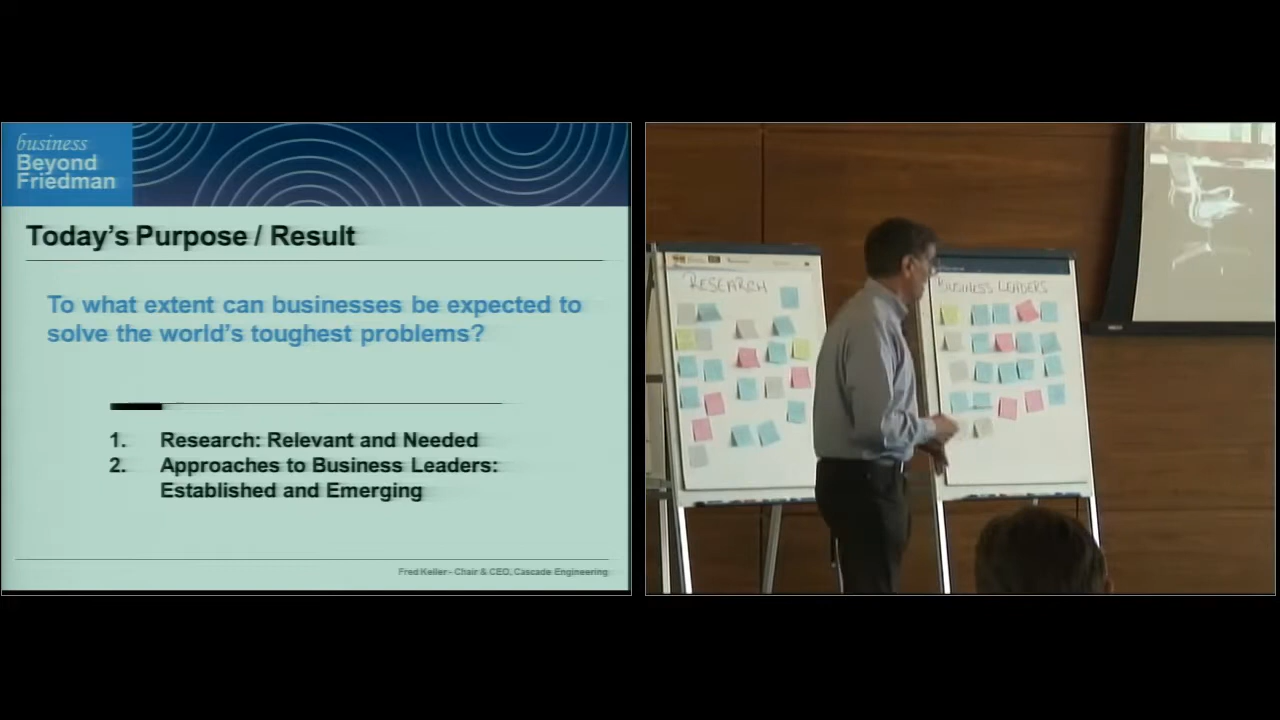 business
Beyond
Friedman
Today's Purpose / Result
To what extent can businesses be expected to
solve the world's toughest problems?
1. Research: Relevant and Needed
2. Approaches to Business Leaders:
Established and Emerging
Fred Keller - Chair & CEO, Cascade Engineering
RESEARCH
BUSINESS LEADERS